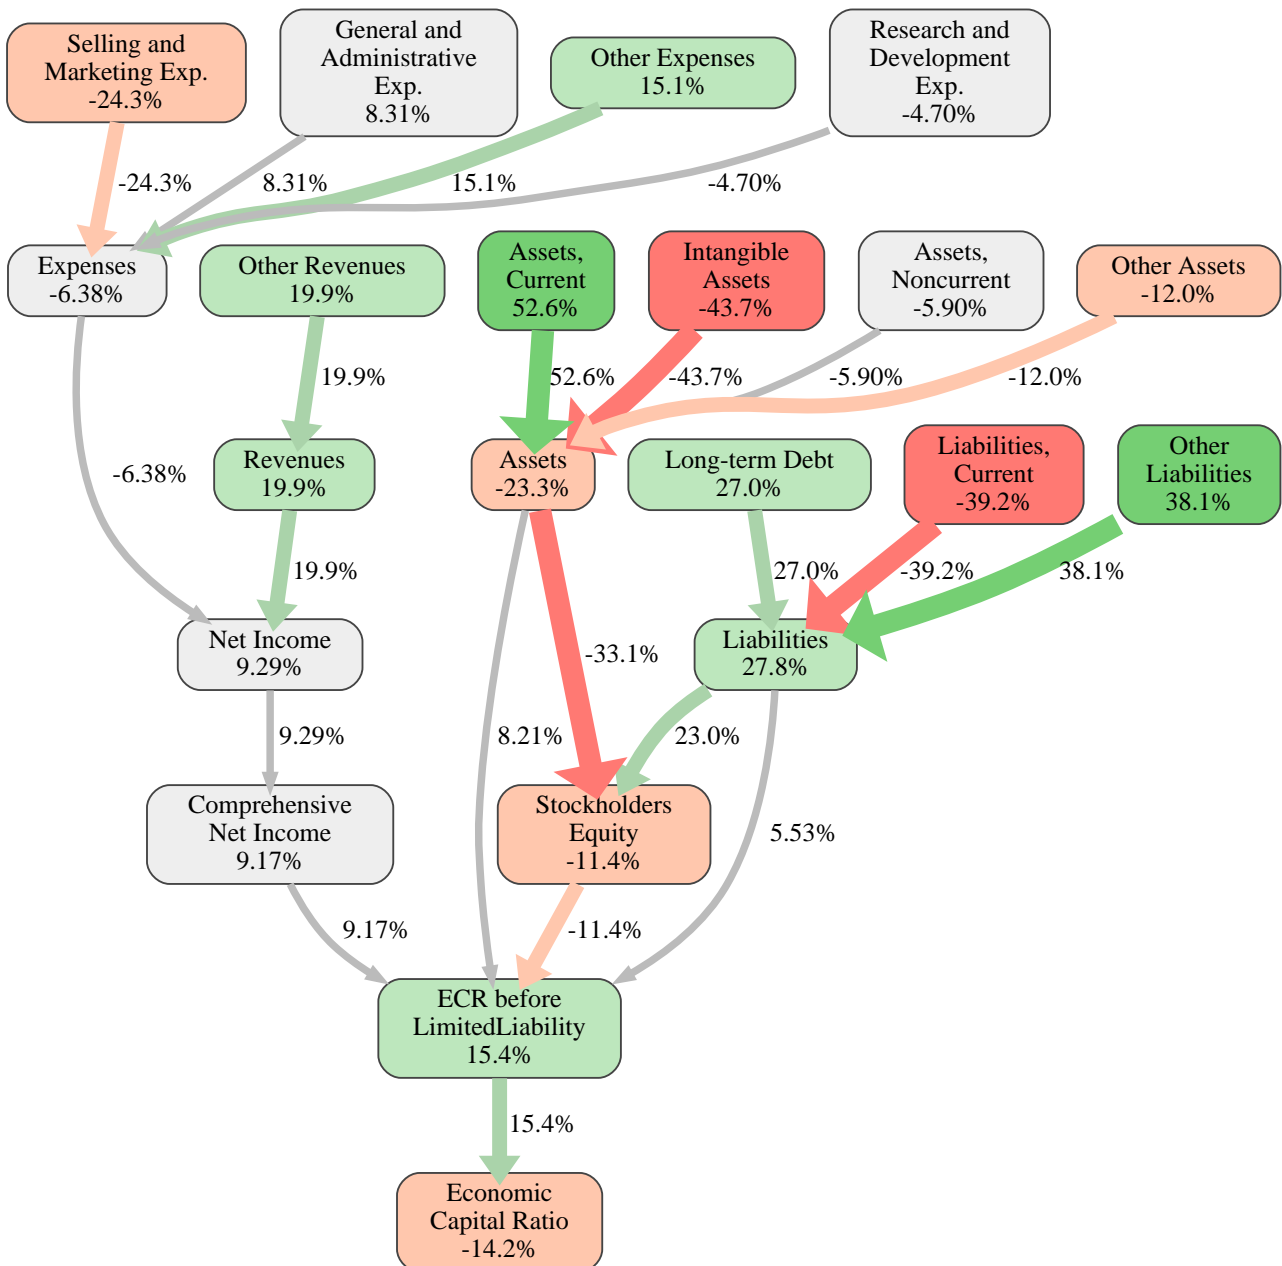 Selling and
Marketing Exp.
-24.3%
General and
Administrative
Exp.
8.31%
Other Expenses
15.1%
Research and
Development
Exp.
-4.70%
-24.3%
8.31%
15.1%
-4.70%
Expenses
-6.38%
Other Revenues
19.9%
Assets,
Current
52.6%
Intangible
Assets
-43.7%
Assets,
Noncurrent
-5.90%
Other Assets
-12.0%
19.9%
52.6%
-43.7%
-5.90%
-12.0%
-6.38%
Revenues
19.9%
Assets
-23.3%
Long-term Debt
27.0%
Liabilities,
Current
-39.2%
Other
Liabilities
38.1%
19.9%
27.0%
-39.2%
38.1%
Net Income
9.29%
-33.1%
Liabilities
27.8%
9.29%
8.21%
23.0%
5.53%
Comprehensive
Net Income
9.17%
Stockholders
Equity
-11.4%
9.17%
-11.4%
ECR before
LimitedLiability
15.4%
15.4%
Economic
Capital Ratio
-14.2%